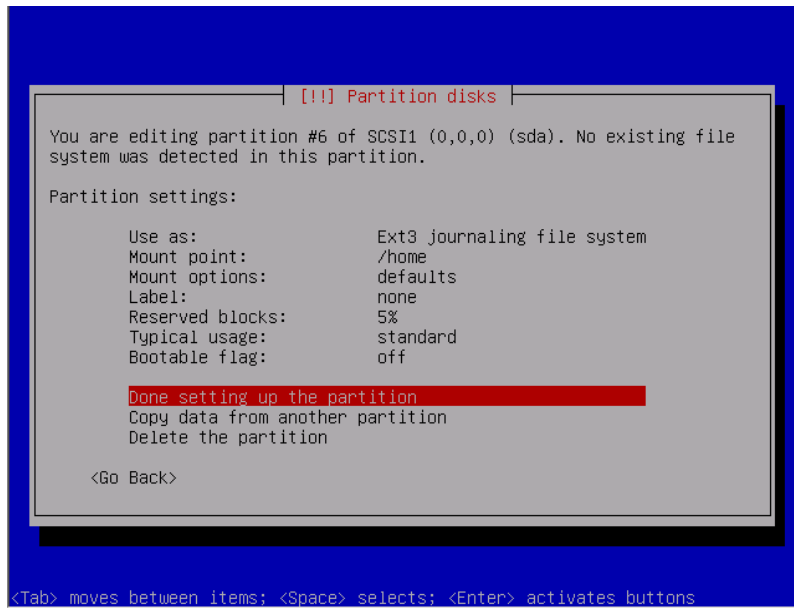 [!!] Partition disks
You are editing partition #6 of SCSI1 (0,0,0) (sda). No existing file
system was detected in this partition.
Partition settings:
Use as: Ext3 journaling file system
Mount point: /home
Mount options: defaults
Label: none
Reserved blocks: 5%
Typical usage: standard
Bootable flag: off
Done setting up the partition
Copy data from another partition
Delete the partition
<Go Back>
<Tab> moves between items; <Space> selects; <Enter> activates buttons